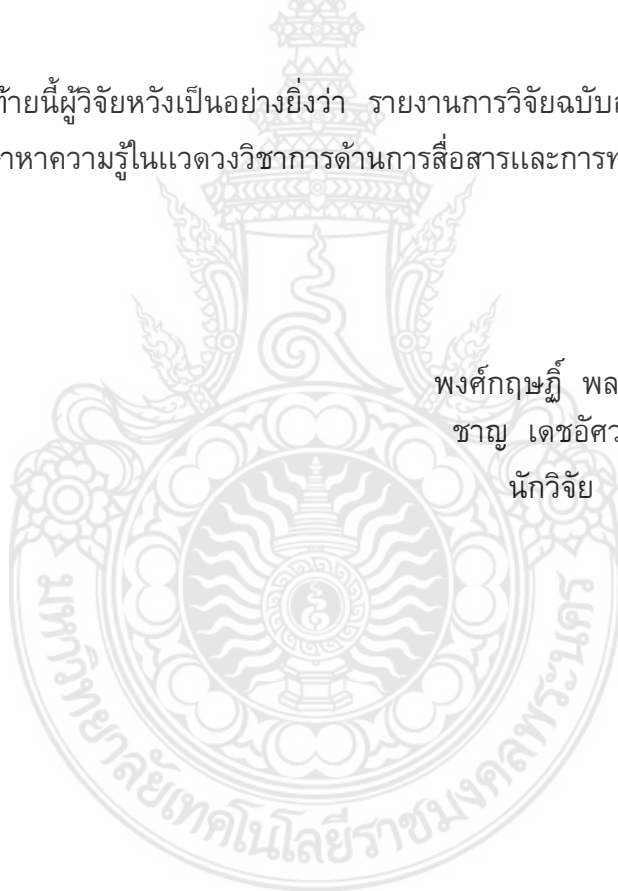 ท้ายนี้ผู้วิจัยหวังเป็นอย่างยิ่งว่า รายงานการวิจัยฉบับ
าหาความรู้ในแวดวงวิชาการด้านการสื่อสารและการท
พงศ์กฤษฎิ์ พล
ชาญ เดชอัศว
นักวิจัย
มหาวิทยาลัยเทคโนโลยีราชมงคลพระนคร